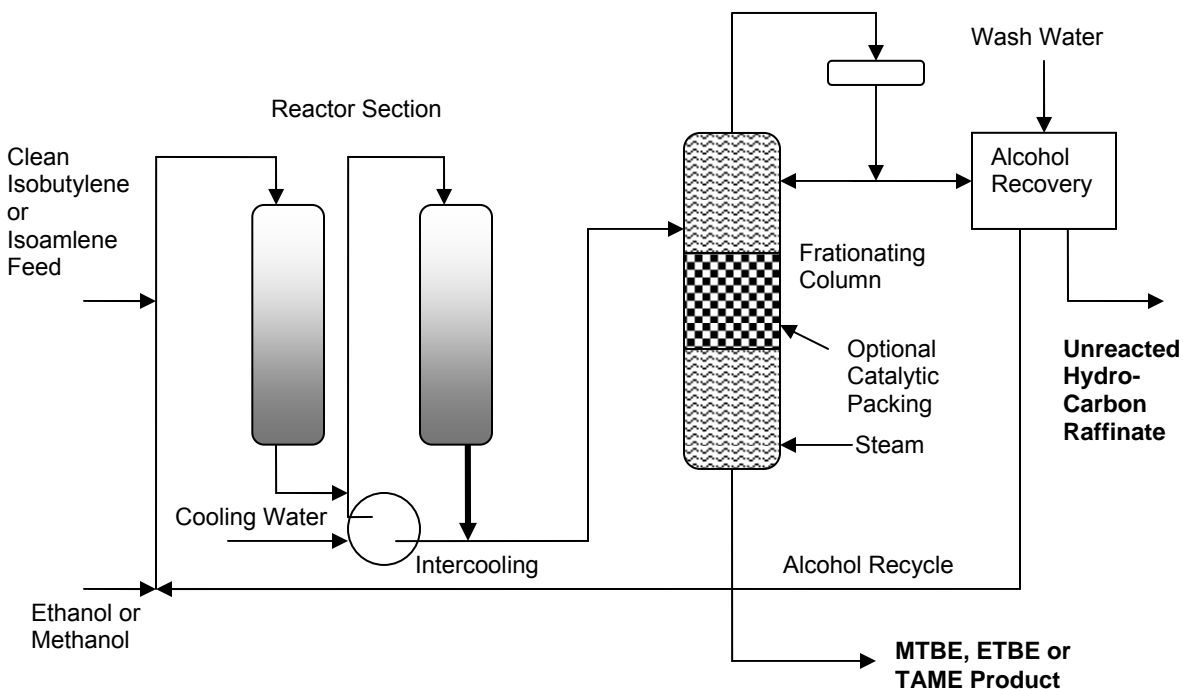 Wash Water
Reactor Section
Clean
Isobutylene
or
Isoamlene
Feed
Alcohol
Recovery
Frationating
Column
Optional
Catalytic
Packing
Unreacted
Hydro-
Carbon
Raffinate
Steam
Cooling Water
Intercooling
Alcohol Recycle
Ethanol or
Methanol
MTBE, ETBE or
TAME Product